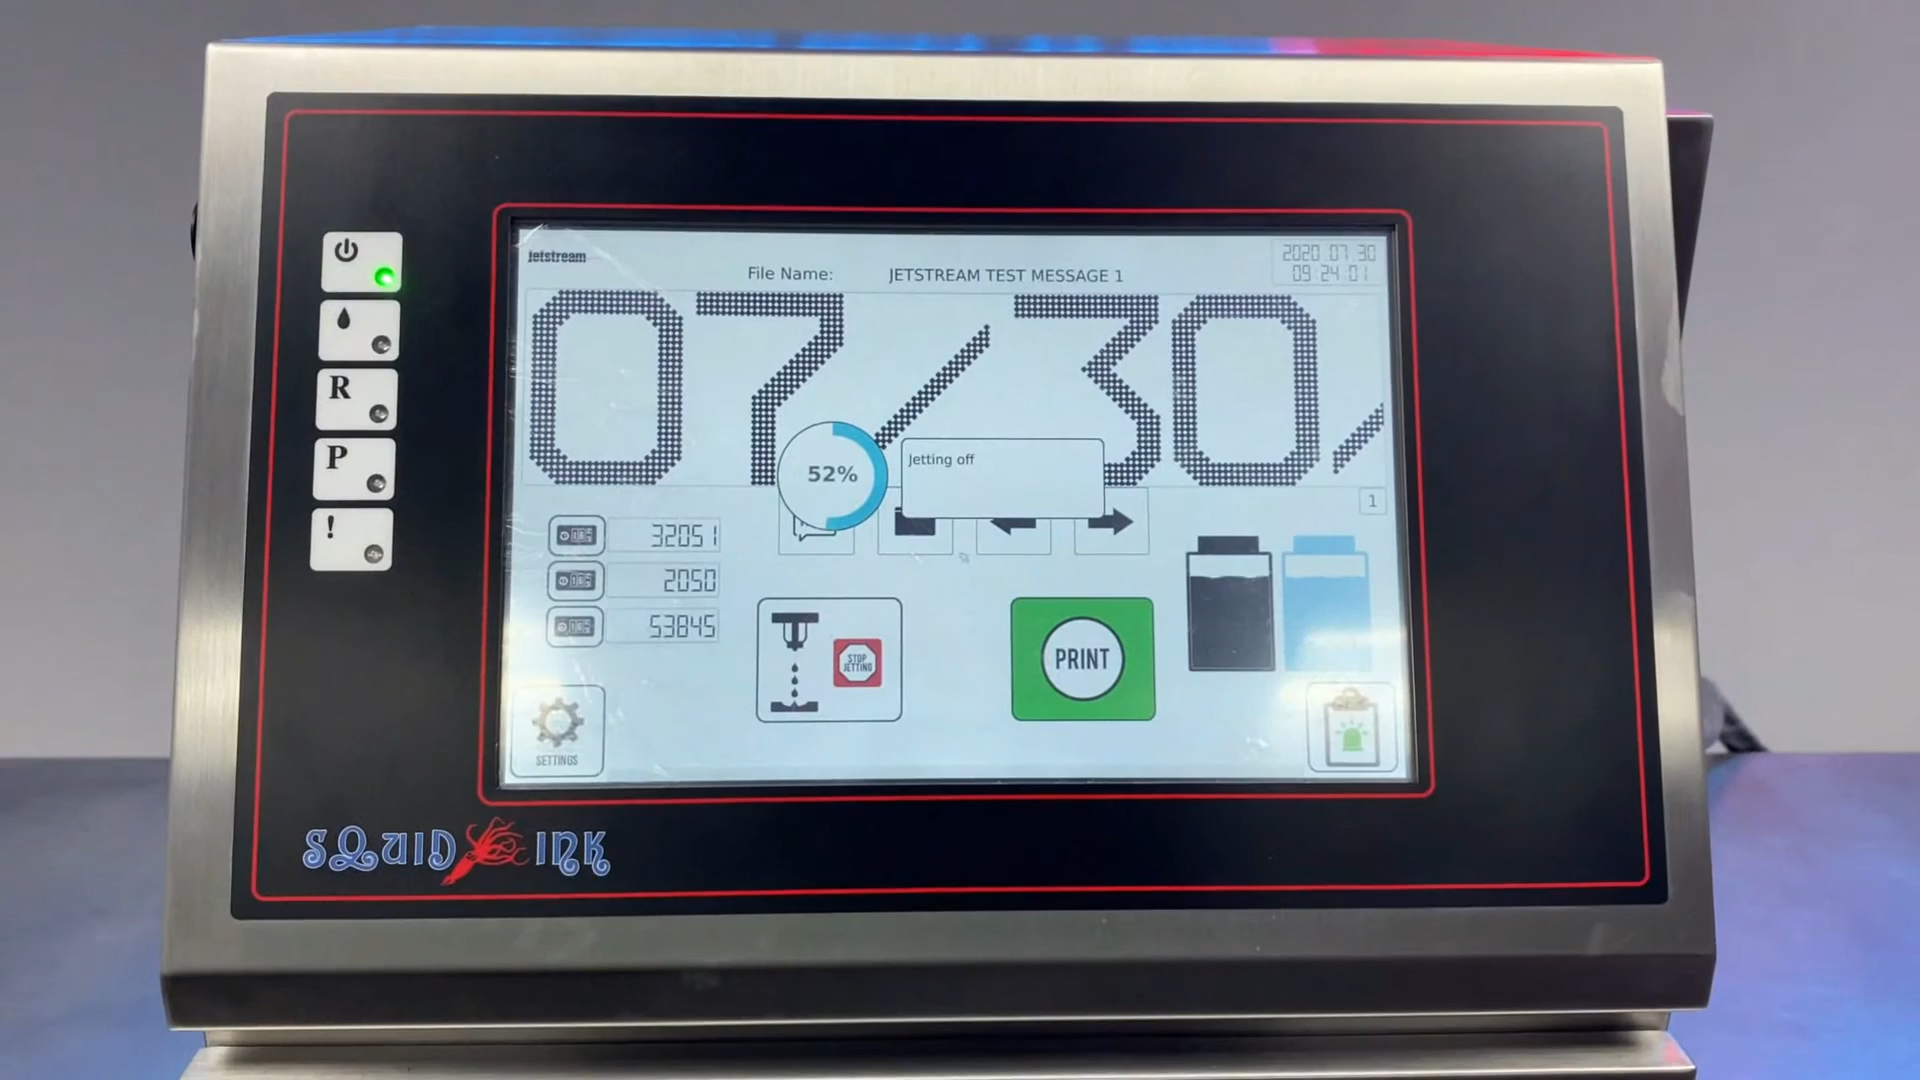 jetstream
File Name: JETSTREAM TEST MESSAGE 1
2020.07.30
09:24:01
07/30/
52%
Jetting off
1
R
P
!
32051
2050
53845
STOP JETTING
PRINT
SETTINGS
SQUID INK